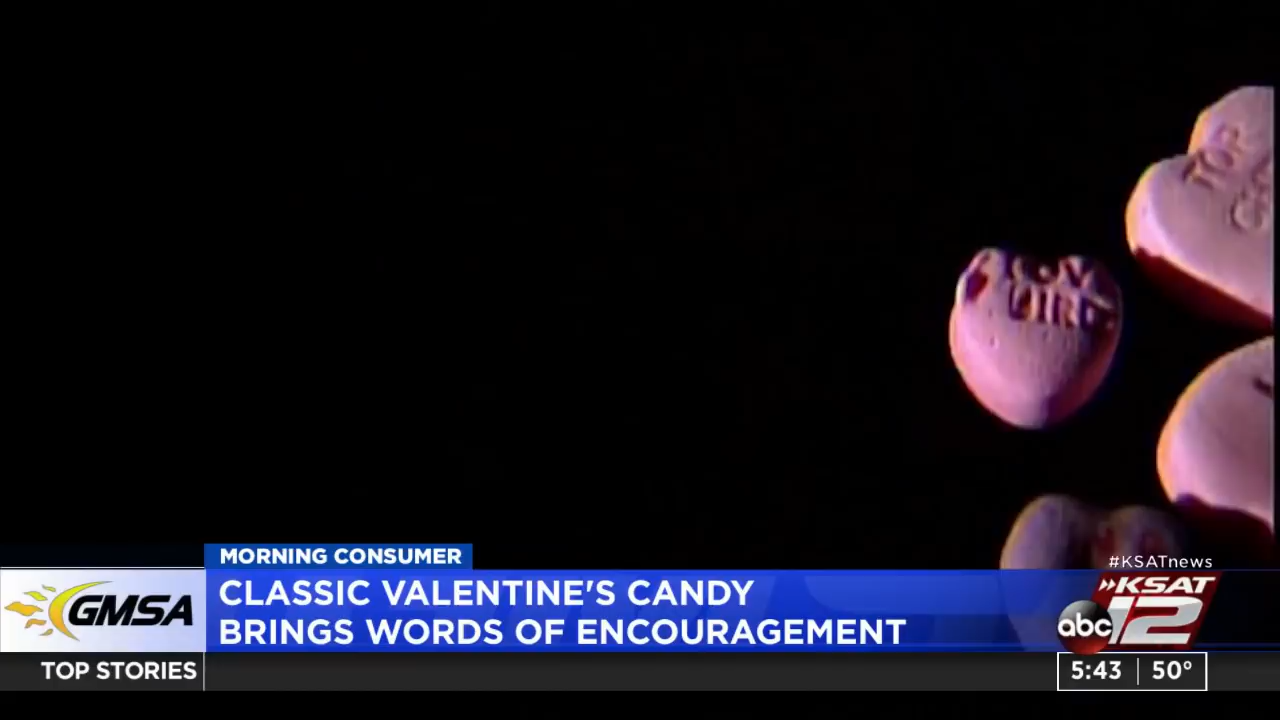 TOP
#KSATnews
MORNING CONSUMER
CLASSIC VALENTINE'S CANDY
BRINGS WORDS OF ENCOURAGEMENT
GMSA
KSAT
abc 12
TOP STORIES
5:43 50°